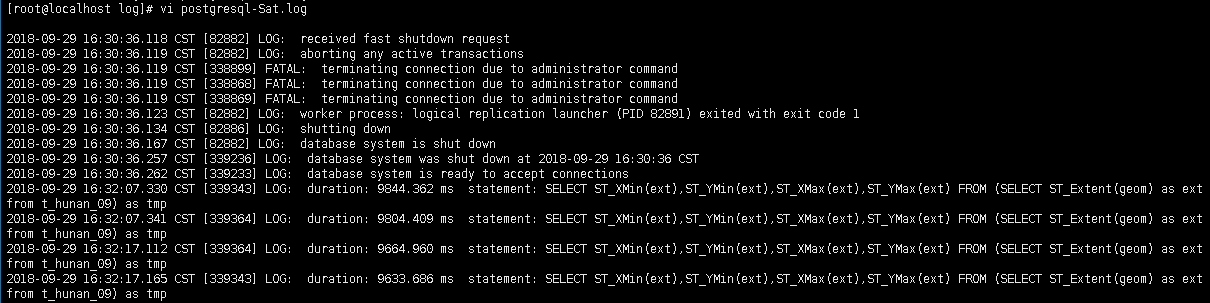 [root@localhost log]# vi postgresql-Sat.log
2018-09-29 16:30:36.118 CST [82882] LOG:  received fast shutdown request
2018-09-29 16:30:36.119 CST [82882] LOG:  aborting any active transactions
2018-09-29 16:30:36.119 CST [338899] FATAL:  terminating connection due to administrator command
2018-09-29 16:30:36.119 CST [338868] FATAL:  terminating connection due to administrator command
2018-09-29 16:30:36.119 CST [338869] FATAL:  terminating connection due to administrator command
2018-09-29 16:30:36.123 CST [82882] LOG:  worker process: logical replication launcher (PID 82891) exited with exit code 1
2018-09-29 16:30:36.134 CST [82886] LOG:  shutting down
2018-09-29 16:30:36.167 CST [82882] LOG:  database system is shut down
2018-09-29 16:30:36.257 CST [339236] LOG:  database system was shut down at 2018-09-29 16:30:36 CST
2018-09-29 16:30:36.262 CST [339233] LOG:  database system is ready to accept connections
2018-09-29 16:32:07.330 CST [339343] LOG:  duration: 9844.362 ms  statement: SELECT ST_XMin(ext),ST_YMin(ext),ST_XMax(ext),ST_YMax(ext) FROM (SELECT ST_Extent(geom) as ext
from t_hunan_09) as tmp
2018-09-29 16:32:07.341 CST [339364] LOG:  duration: 9804.409 ms  statement: SELECT ST_XMin(ext),ST_YMin(ext),ST_XMax(ext),ST_YMax(ext) FROM (SELECT ST_Extent(geom) as ext
from t_hunan_09) as tmp
2018-09-29 16:32:17.112 CST [339364] LOG:  duration: 9664.960 ms  statement: SELECT ST_XMin(ext),ST_YMin(ext),ST_XMax(ext),ST_YMax(ext) FROM (SELECT ST_Extent(geom) as ext
from t_hunan_09) as tmp
2018-09-29 16:32:17.165 CST [339343] LOG:  duration: 9633.686 ms  statement: SELECT ST_XMin(ext),ST_YMin(ext),ST_XMax(ext),ST_YMax(ext) FROM (SELECT ST_Extent(geom) as ext
from t_hunan_09) as tmp